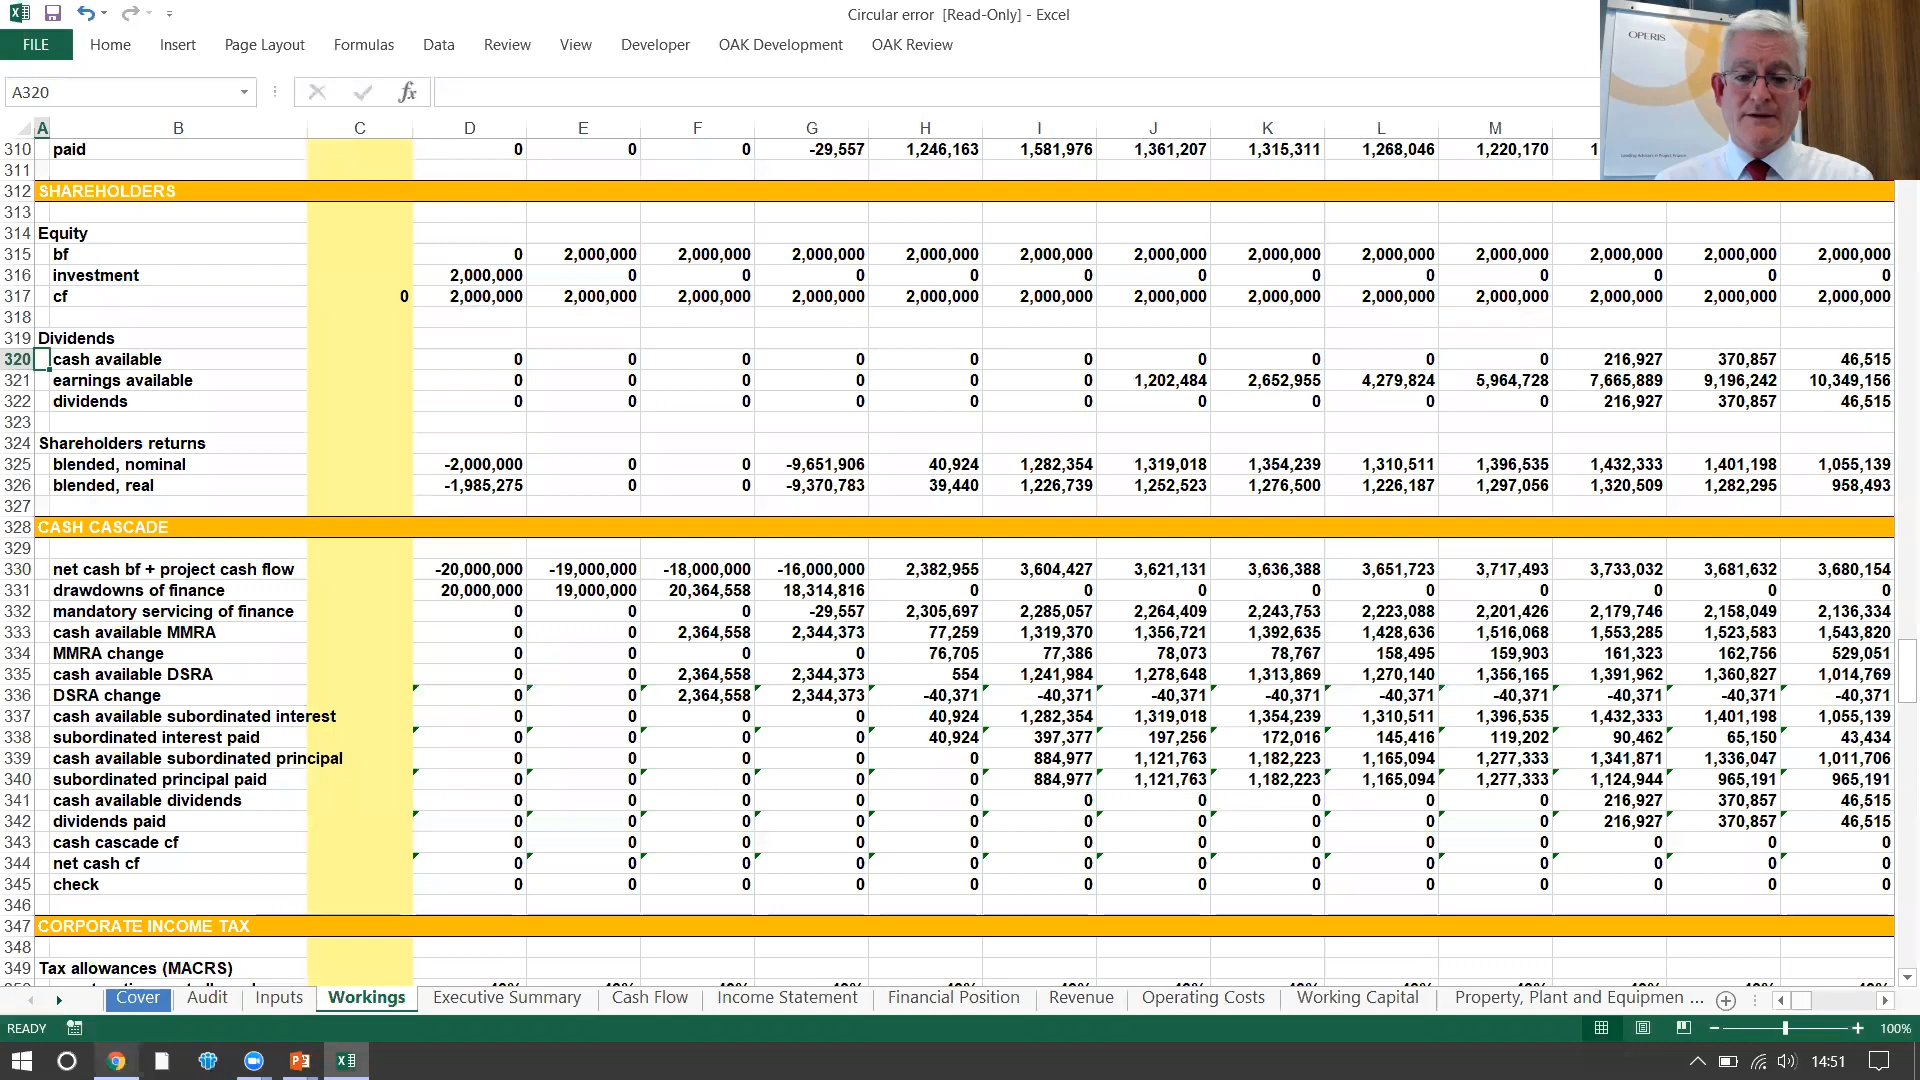 Circular error [Read-Only] - Excel
FILE Home Insert Page Layout Formulas Data Review View Developer OAK Development OAK Review
OPERIS
A320 fx
A B C D E F G H I J K L M
310 paid 0 0 0 -29,557 1,246,163 1,581,976 1,361,207 1,315,311 1,268,046 1,220,170 1
311
312 SHAREHOLDERS
313
314 Equity
315 bf 0 2,000,000 2,000,000 2,000,000 2,000,000 2,000,000 2,000,000 2,000,000 2,000,000 2,000,000 2,000,000 2,000,000 2,000,000
316 investment 2,000,000 0 0 0 0 0 0 0 0 0 0 0 0
317 cf 0 2,000,000 2,000,000 2,000,000 2,000,000 2,000,000 2,000,000 2,000,000 2,000,000 2,000,000 2,000,000 2,000,000 2,000,000 2,000,000
318
319 Dividends
320 cash available 0 0 0 0 0 0 0 0 0 0 216,927 370,857 46,515
321 earnings available 0 0 0 0 0 0 1,202,484 2,652,955 4,279,824 5,964,728 7,665,889 9,196,242 10,349,156
322 dividends 0 0 0 0 0 0 0 0 0 0 216,927 370,857 46,515
323
324 Shareholders returns
325 blended, nominal -2,000,000 0 0 -9,651,906 40,924 1,282,354 1,319,018 1,354,239 1,310,511 1,396,535 1,432,333 1,401,198 1,055,139
326 blended, real -1,985,275 0 0 -9,370,783 39,440 1,226,739 1,252,523 1,276,500 1,226,187 1,297,056 1,320,509 1,282,295 958,493
327
328 CASH CASCADE
329
330 net cash bf + project cash flow -20,000,000 -19,000,000 -18,000,000 -16,000,000 2,382,955 3,604,427 3,621,131 3,636,388 3,651,723 3,717,493 3,733,032 3,681,632 3,680,154
331 drawdowns of finance 20,000,000 19,000,000 20,364,558 18,314,816 0 0 0 0 0 0 0 0 0
332 mandatory servicing of finance 0 0 0 -29,557 2,305,697 2,285,057 2,264,409 2,243,753 2,223,088 2,201,426 2,179,746 2,158,049 2,136,334
333 cash available MMRA 0 0 2,364,558 2,344,373 77,259 1,319,370 1,356,721 1,392,635 1,428,636 1,516,068 1,553,285 1,523,583 1,543,820
334 MMRA change 0 0 0 0 76,705 77,386 78,073 78,767 158,495 159,903 161,323 162,756 529,051
335 cash available DSRA 0 0 2,364,558 2,344,373 554 1,241,984 1,278,648 1,313,869 1,270,140 1,356,165 1,391,962 1,360,827 1,014,769
336 DSRA change 0 0 2,364,558 2,344,373 -40,371 -40,371 -40,371 -40,371 -40,371 -40,371 -40,371 -40,371 -40,371
337 cash available subordinated interest 0 0 0 0 40,924 1,282,354 1,319,018 1,354,239 1,310,511 1,396,535 1,432,333 1,401,198 1,055,139
338 subordinated interest paid 0 0 0 0 40,924 397,377 197,256 172,016 145,416 119,202 90,462 65,150 43,434
339 cash available subordinated principal 0 0 0 0 0 884,977 1,121,763 1,182,223 1,165,094 1,277,333 1,341,871 1,336,047 1,011,706
340 subordinated principal paid 0 0 0 0 0 884,977 1,121,763 1,182,223 1,165,094 1,277,333 1,124,944 965,191 965,191
341 cash available dividends 0 0 0 0 0 0 0 0 0 0 216,927 370,857 46,515
342 dividends paid 0 0 0 0 0 0 0 0 0 0 216,927 370,857 46,515
343 cash cascade cf 0 0 0 0 0 0 0 0 0 0 0 0 0
344 net cash cf 0 0 0 0 0 0 0 0 0 0 0 0 0
345 check 0 0 0 0 0 0 0 0 0 0 0 0 0
346
347 CORPORATE INCOME TAX
348
349 Tax allowances (MACRS)
Cover Audit Inputs Workings Executive Summary Cash Flow Income Statement Financial Position Revenue Operating Costs Working Capital Property, Plant and Equipmen ...
READY 100%
14:51